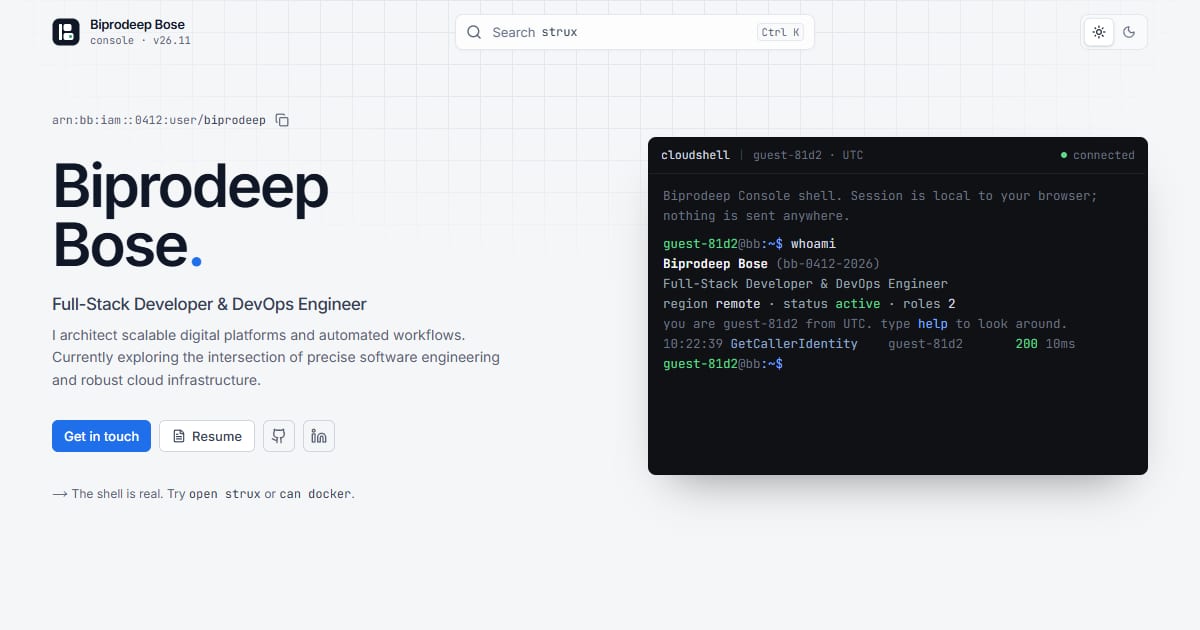 Biprodeep Bose
console · v26.11
Search strux
Ctrl K
arn:bb:iam::0412:user/biprodeep
Biprodeep
Bose.
Full-Stack Developer & DevOps Engineer
I architect scalable digital platforms and automated workflows.
Currently exploring the intersection of precise software engineering
and robust cloud infrastructure.
Get in touch
Resume
in
→ The shell is real. Try open strux or can docker.
cloudshell | guest-81d2 · UTC
connected
Biprodeep Console shell. Session is local to your browser;
nothing is sent anywhere.
guest-81d2@bb:~$ whoami
Biprodeep Bose (bb-0412-2026)
Full-Stack Developer & DevOps Engineer
region remote · status active · roles 2
you are guest-81d2 from UTC. type help to look around.
10:22:39 GetCallerIdentity guest-81d2 200 10ms
guest-81d2@bb:~$